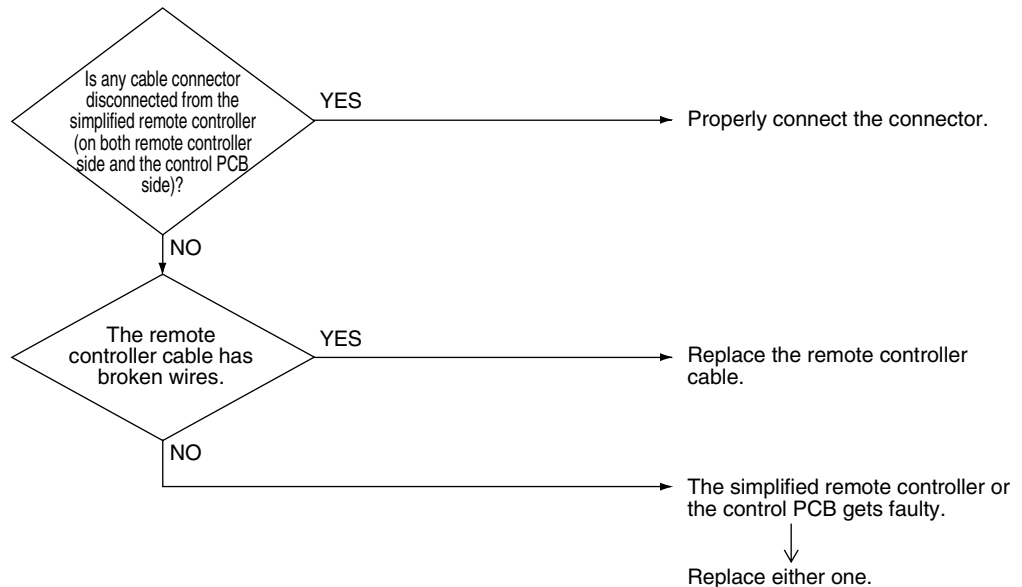 Is any cable connector
disconnected from the
simplified remote controller
(on both remote controller
side and the control PCB
side)?
YES
Properly connect the connector.
NO
The remote
controller cable has
broken wires.
YES
Replace the remote controller
cable.
NO
The simplified remote controller or
the control PCB gets faulty.
Replace either one.